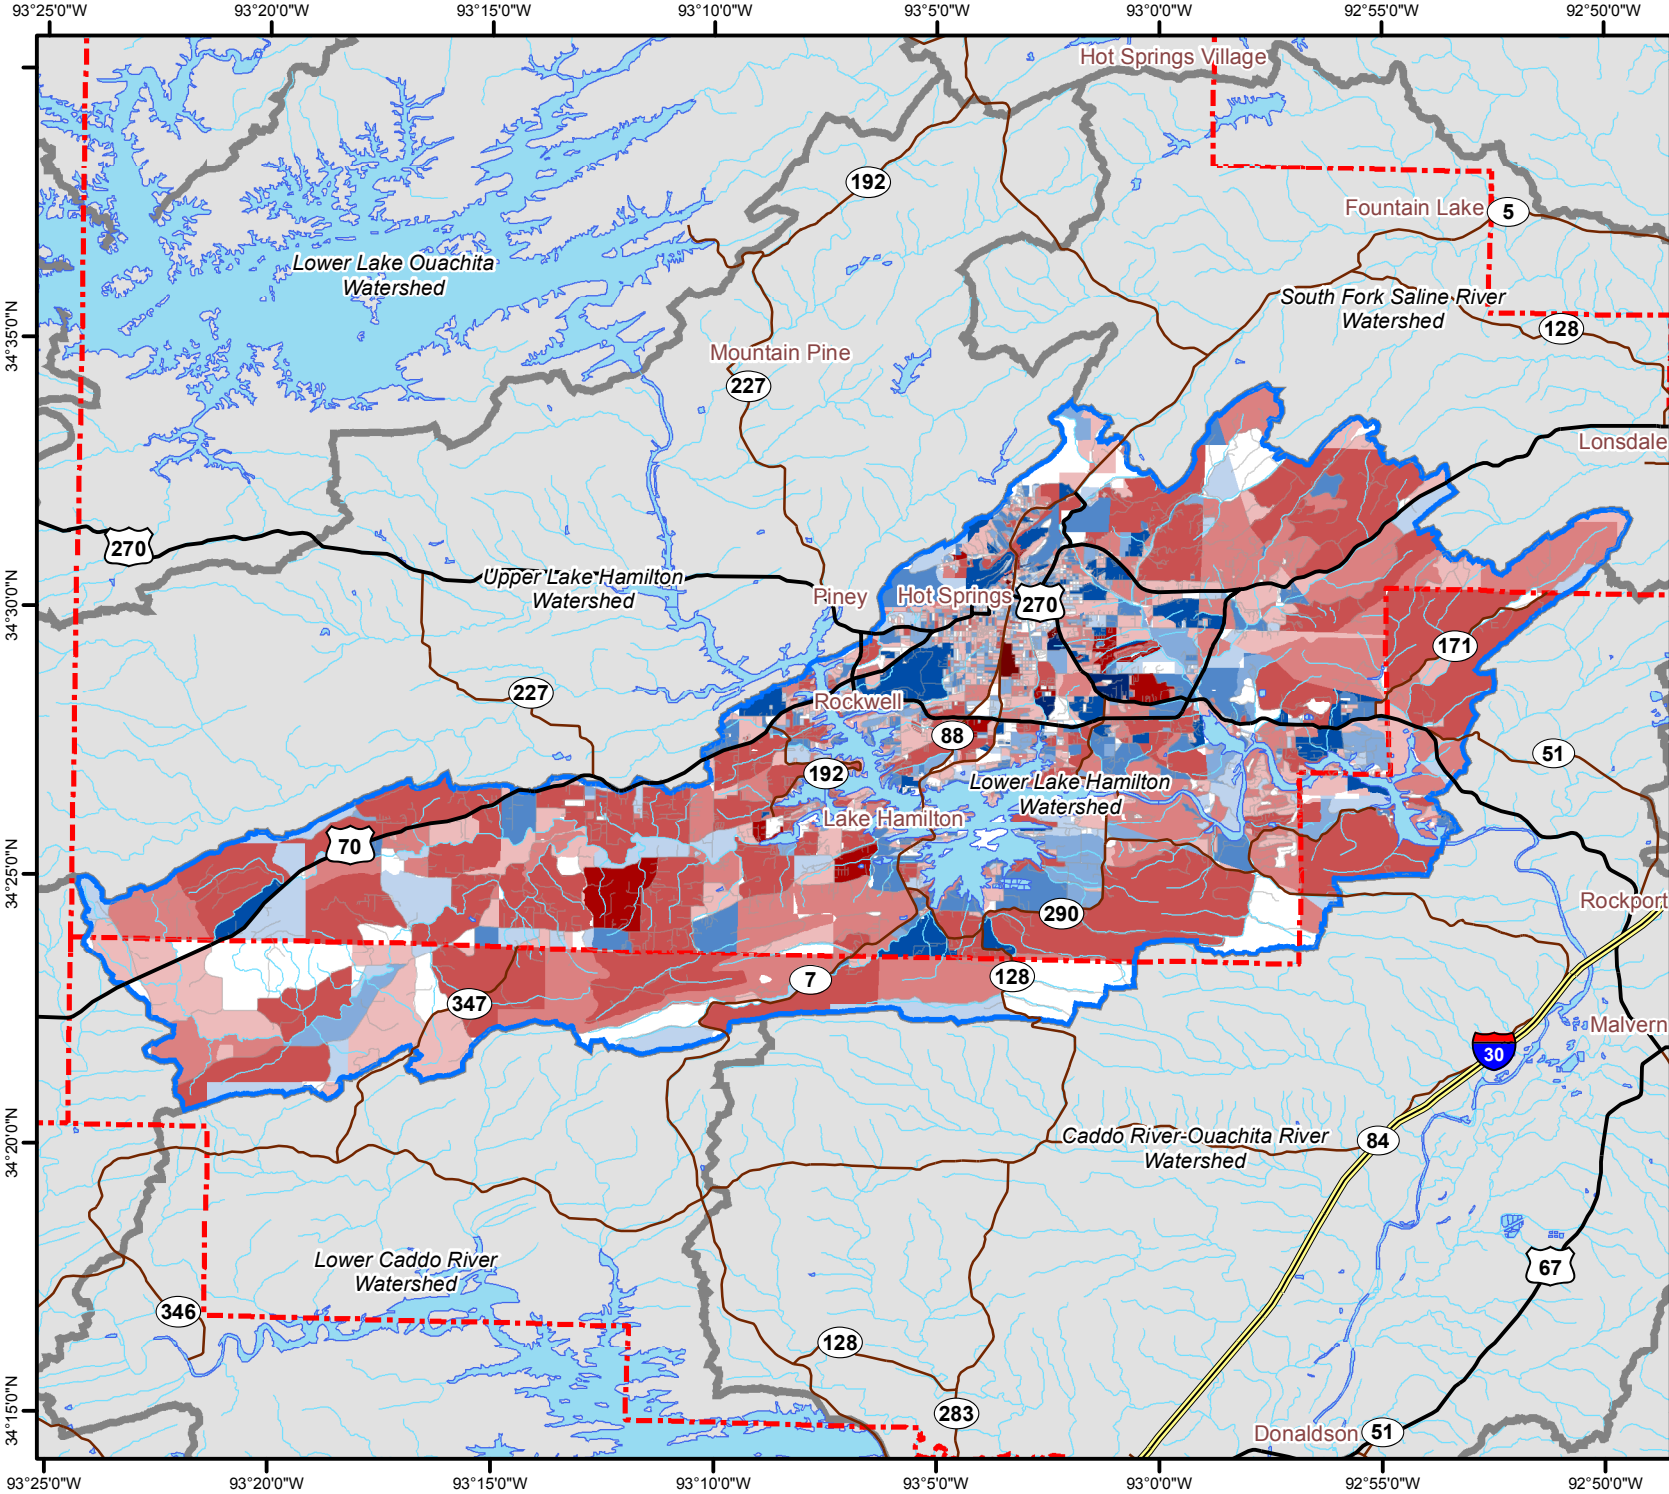 93°25'0"W
93°20'0"W
93°15'0"W
93°10'0"W
93°5'0"W
93°0'0"W
92°55'0"W
92°50'0"W
Hot Springs Village
192
Fountain Lake
5
Lower Lake Ouachita
Watershed
South Fork Saline River
Watershed
34°35'0"N
128
Mountain Pine
227
Lonsdale
270
Upper Lake Hamilton
Watershed
34°30'0"N
Piney
Hot Springs
270
171
227
Rockwell
88
51
192
Lower Lake Hamilton
Watershed
Lake Hamilton
70
34°25'0"N
290
Rockport
7
128
347
Malvern
30
34°20'0"N
Caddo River-Ouachita River
Watershed
84
Lower Caddo River
Watershed
67
346
128
34°15'0"N
283
Donaldson
51
93°25'0"W
93°20'0"W
93°15'0"W
93°10'0"W
93°5'0"W
93°0'0"W
92°55'0"W
92°50'0"W